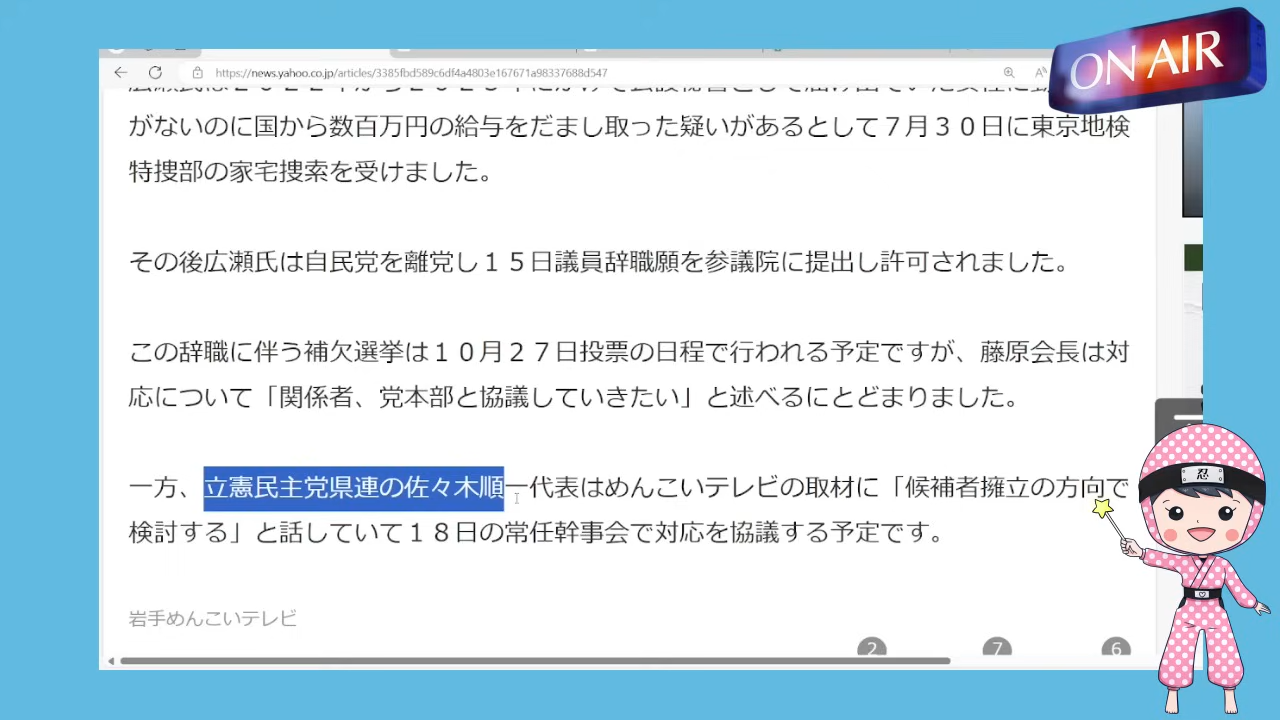 ON AIR
https://news.yahoo.co.jp/articles/3385fbd589c6df4a4803e167671a98337688d547
がないのに国から数百万円の給与をだまし取った疑いがあるとして７月３０日に東京地検
特捜部の家宅捜索を受けました。
その後広瀬氏は自民党を離党し１５日議員辞職願を参議院に提出し許可されました。
この辞職に伴う補欠選挙は１０月２７日投票の日程で行われる予定ですが、藤原会長は対
応について「関係者、党本部と協議していきたい」と述べるにとどまりました。
一方、立憲民主党県連の佐々木順一代表はめんこいテレビの取材に「候補者擁立の方向で
検討する」と話していて１８日の常任幹事会で対応を協議する予定です。
忍
岩手めんこいテレビ
2 7 6